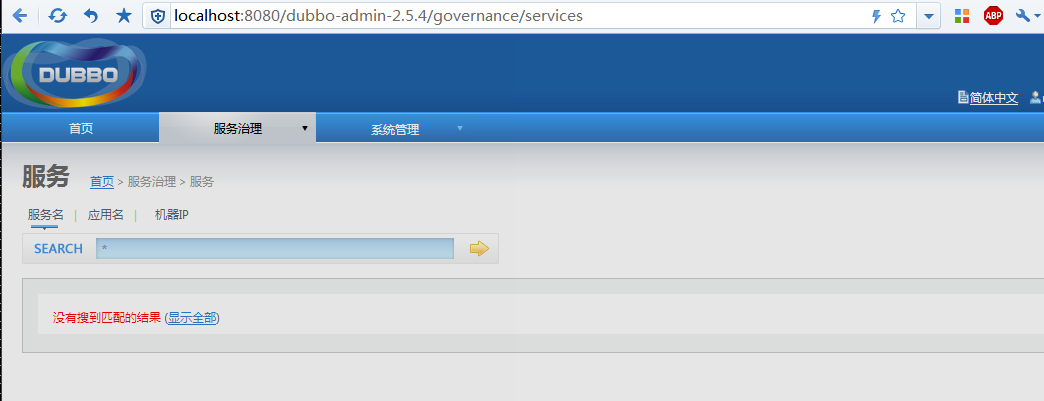 localhost:8080/dubbo-admin-2.5.4/governance/services
ABP
DUBBO
简体中文
首页 服务治理 系统管理
服务 首页 > 服务治理 > 服务
服务名 | 应用名 | 机器IP
SEARCH *
没有搜到匹配的结果 (显示全部)